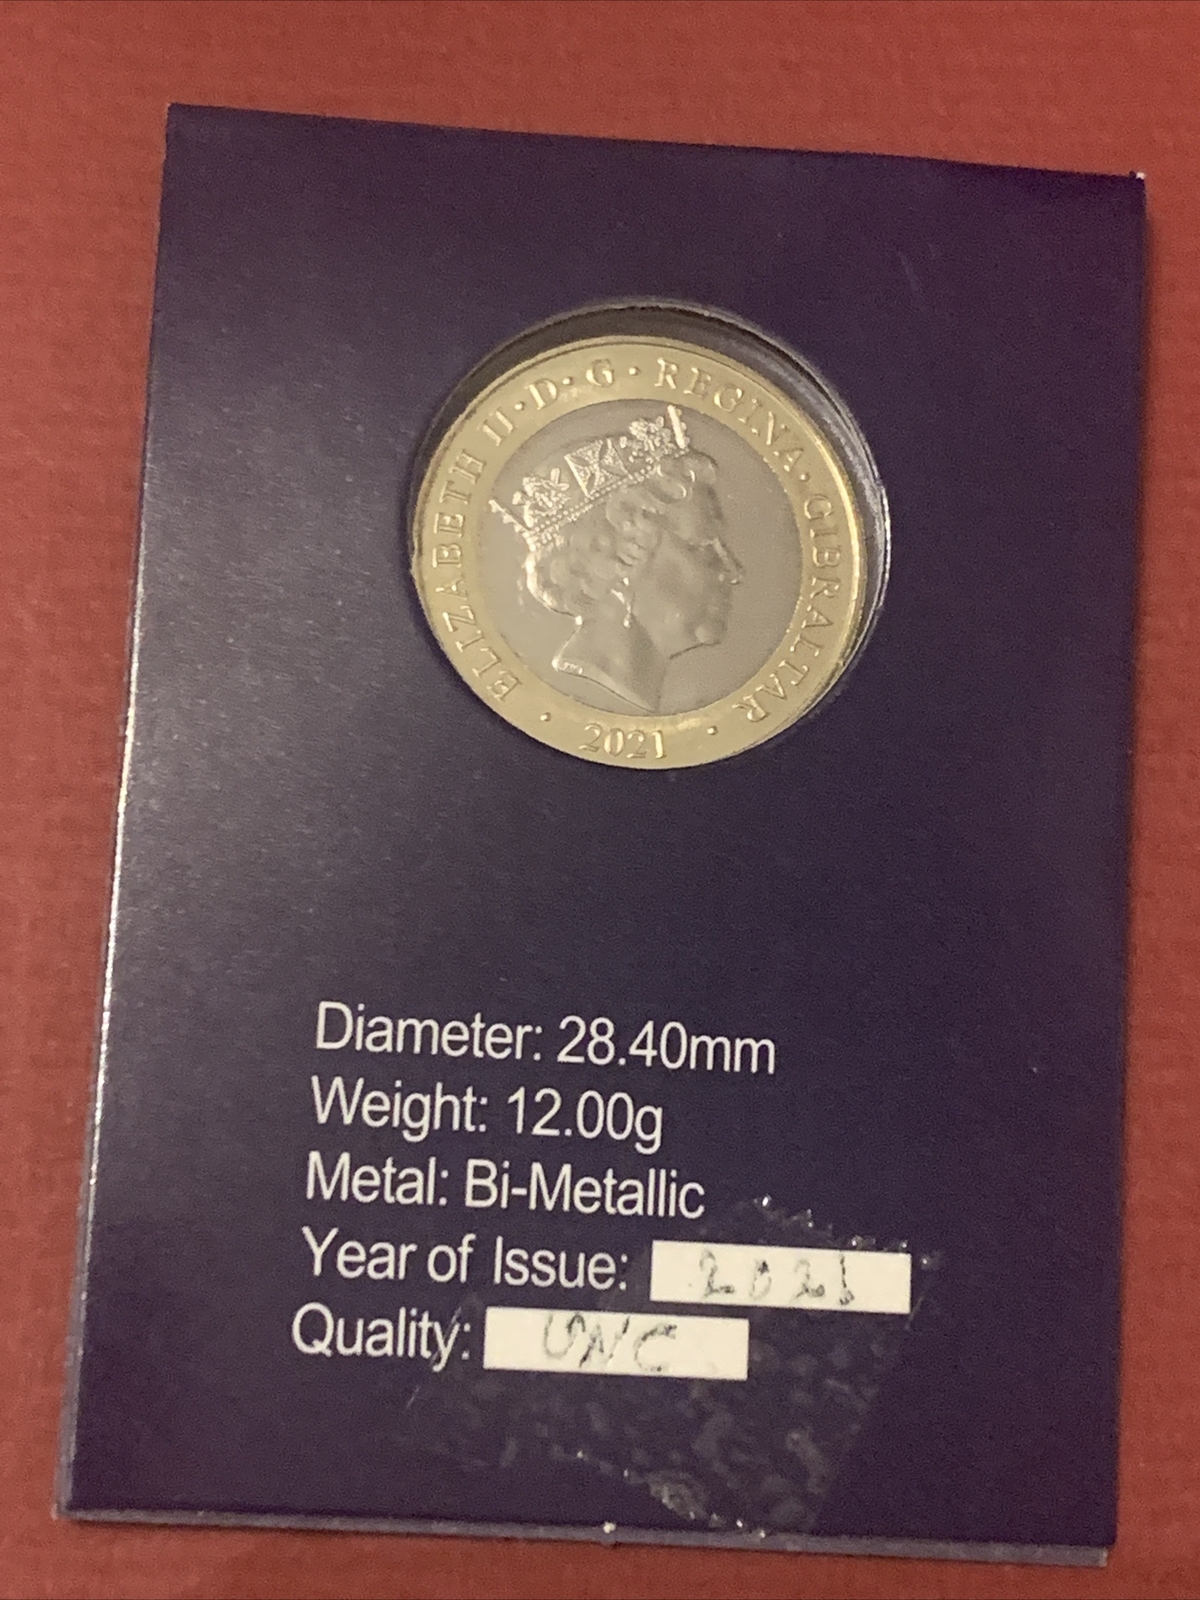 ELIZABETH II · D · G · REGINA · GIBRALTAR
· 2021 ·
Diameter: 28.40mm
Weight: 12.00g
Metal: Bi-Metallic
Year of Issue: 2021
Quality: UNC